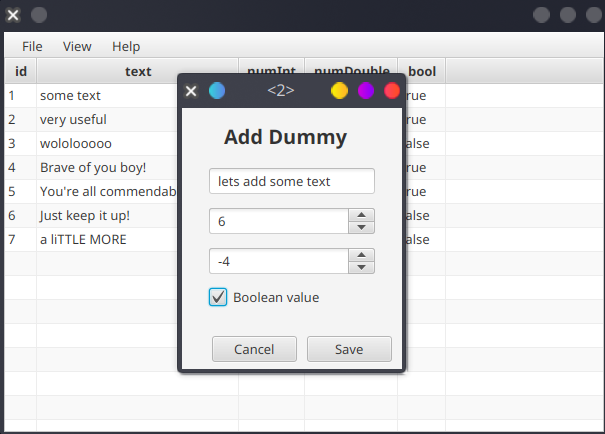 File View Help
id text numInt numDouble bool
1 some text rue
2 very useful rue
3 wololooooo alse
4 Brave of you boy! rue
5 You're all commendab rue
6 Just keep it up! alse
7 a liTTLE MORE alse
<2>
Add Dummy
lets add some text
6
-4
Boolean value
Cancel Save